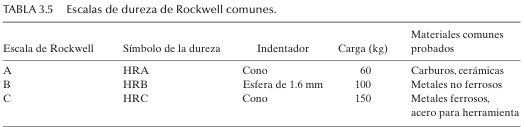 TABLA 3.5 Escalas de dureza de Rockwell comunes.
Materiales comunes
Escala de Rockwell Símbolo de la dureza Indentador Carga (kg) probados
A HRA Cono 60 Carburos, cerámicas
B HRB Esfera de 1.6 mm 100 Metales no ferrosos
C HRC Cono 150 Metales ferrosos,
acero para herramienta